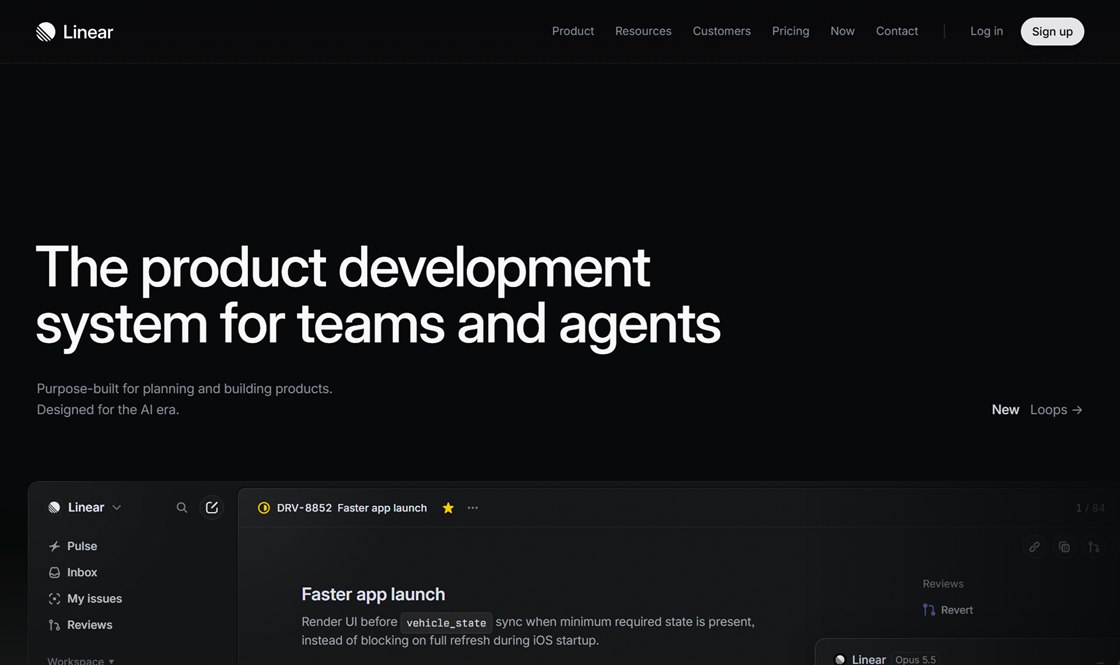 Linear
Product
Resources
Customers
Pricing
Now
Contact
Log in
Sign up
The product development
system for teams and agents
Purpose-built for planning and building products.
Designed for the AI era.
New Loops →
Linear
DRV-8852 Faster app launch
1 / 84
Pulse
Inbox
My issues
Reviews
Workspace
Faster app launch
Render UI before vehicle_state sync when minimum required state is present,
instead of blocking on full refresh during iOS startup.
Reviews
Revert
Linear Opus 5.5